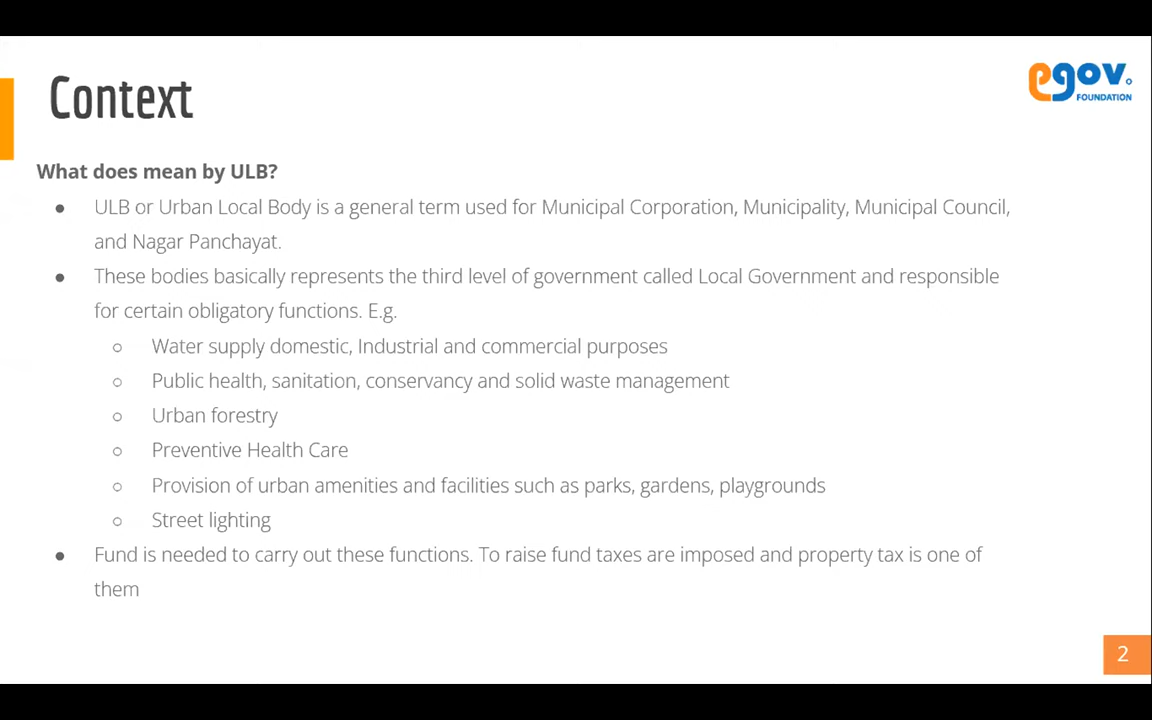 Context
egov.
FOUNDATION
What does mean by ULB?
● ULB or Urban Local Body is a general term used for Municipal Corporation, Municipality, Municipal Council,
and Nagar Panchayat.
● These bodies basically represents the third level of government called Local Government and responsible
for certain obligatory functions. E.g.
○ Water supply domestic, Industrial and commercial purposes
○ Public health, sanitation, conservancy and solid waste management
○ Urban forestry
○ Preventive Health Care
○ Provision of urban amenities and facilities such as parks, gardens, playgrounds
○ Street lighting
● Fund is needed to carry out these functions. To raise fund taxes are imposed and property tax is one of
them
2